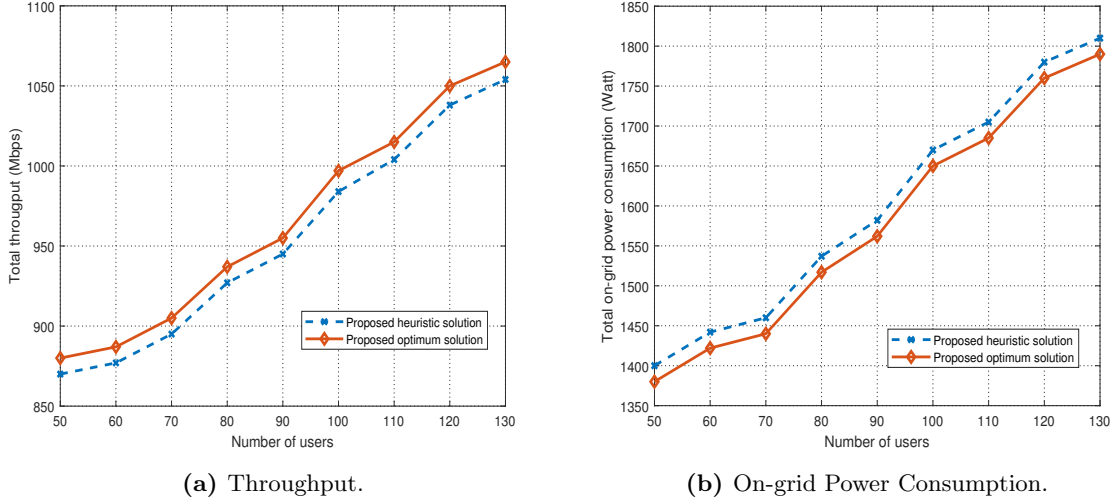 1100
1050
1000
950
900
850
Total througput (Mbps)
Proposed heuristic solution
Proposed optimum solution
50 60 70 80 90 100 110 120 130
Number of users
(a) Throughput.
1850
1800
1750
1700
1650
1600
1550
1500
1450
1400
1350
Total on-grid power consumption (Watt)
Proposed heuristic solution
Proposed optimum solution
50 60 70 80 90 100 110 120 130
Number of users
(b) On-grid Power Consumption.